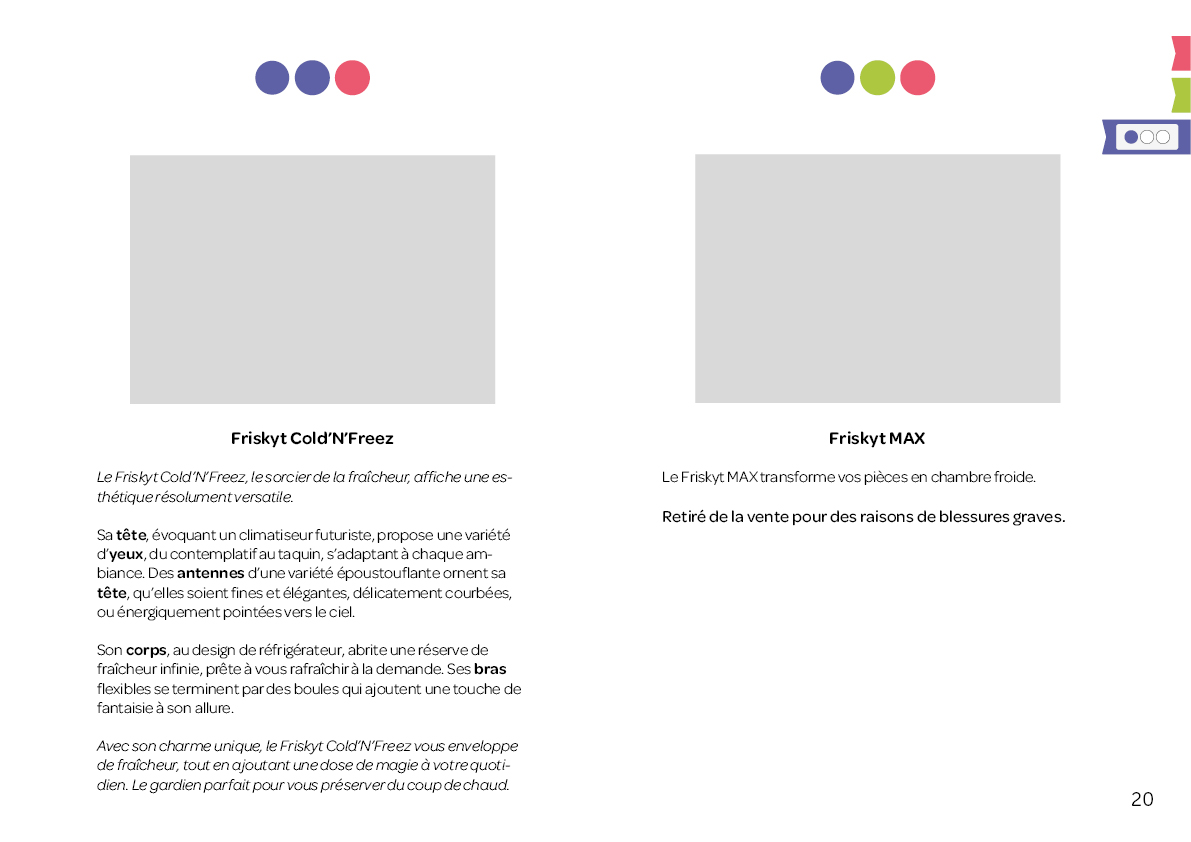 Friskyt Cold’N’Freez
Le Friskyt Cold’N’Freez, le sorcier de la fraîcheur, affiche une es-
thétique résolument versatile.
Sa tête, évoquant un climatiseur futuriste, propose une variété
d’yeux, du contemplatif au taquin, s’adaptant à chaque am-
biance. Des antennes d’une variété époustouflante ornent sa
tête, qu’elles soient fines et élégantes, délicatement courbées,
ou énergiquement pointées vers le ciel.
Son corps, au design de réfrigérateur, abrite une réserve de
fraîcheur infinie, prête à vous rafraîchir à la demande. Ses bras
flexibles se terminent par des boules qui ajoutent une touche de
fantaisie à son allure.
Avec son charme unique, le Friskyt Cold’N’Freez vous enveloppe
de fraîcheur, tout en ajoutant une dose de magie à votre quoti-
dien. Le gardien parfait pour vous préserver du coup de chaud.
Friskyt MAX
Le Friskyt MAX transforme vos pièces en chambre froide.
Retiré de la vente pour des raisons de blessures graves.
20